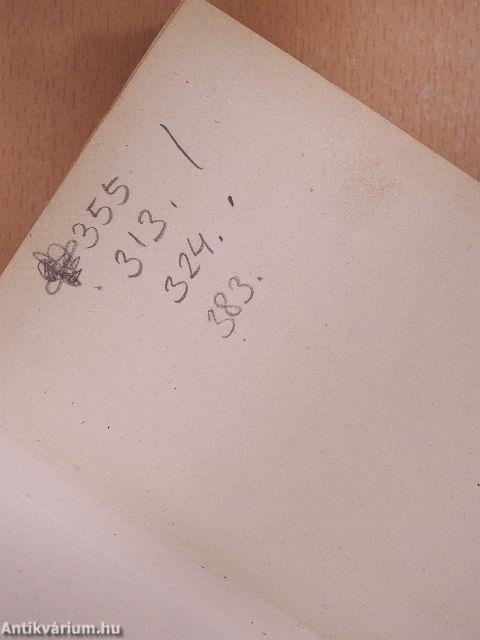 355 /
313.
324. .
383.
Antikvárium.hu